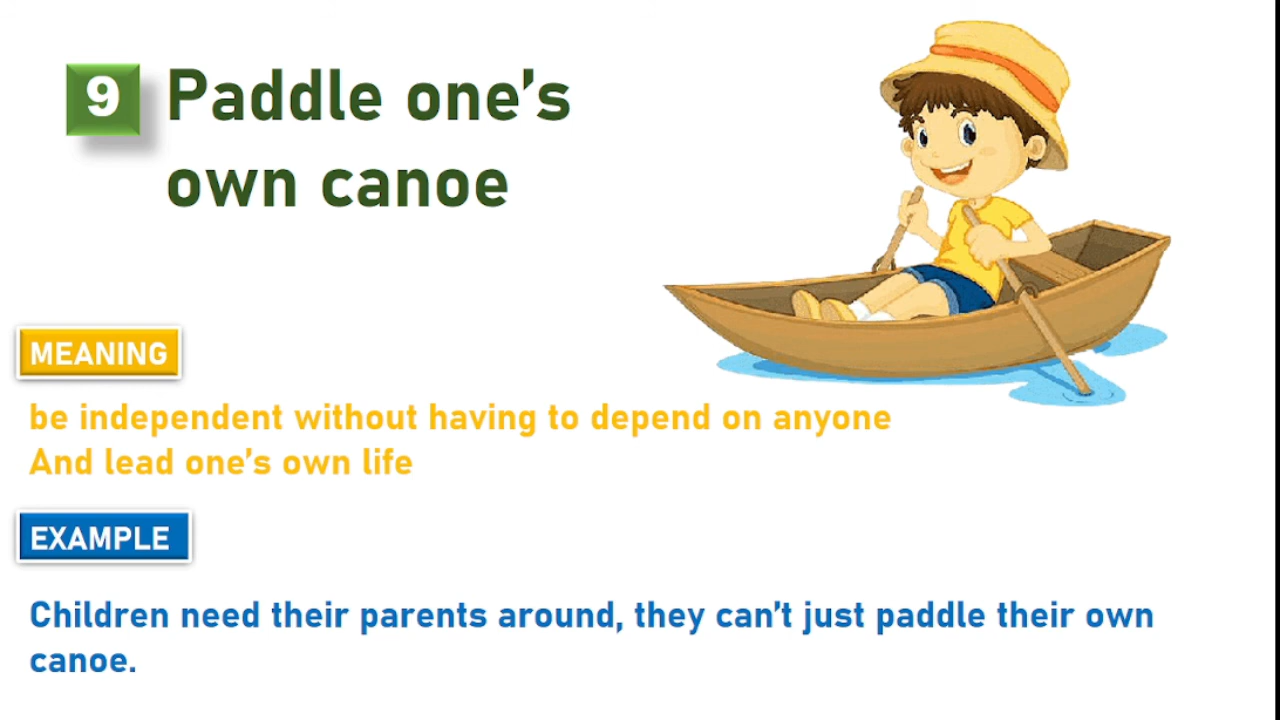 9 Paddle one's
own canoe
MEANING
be independent without having to depend on anyone
And lead one's own life
EXAMPLE
Children need their parents around, they can't just paddle their own
canoe.